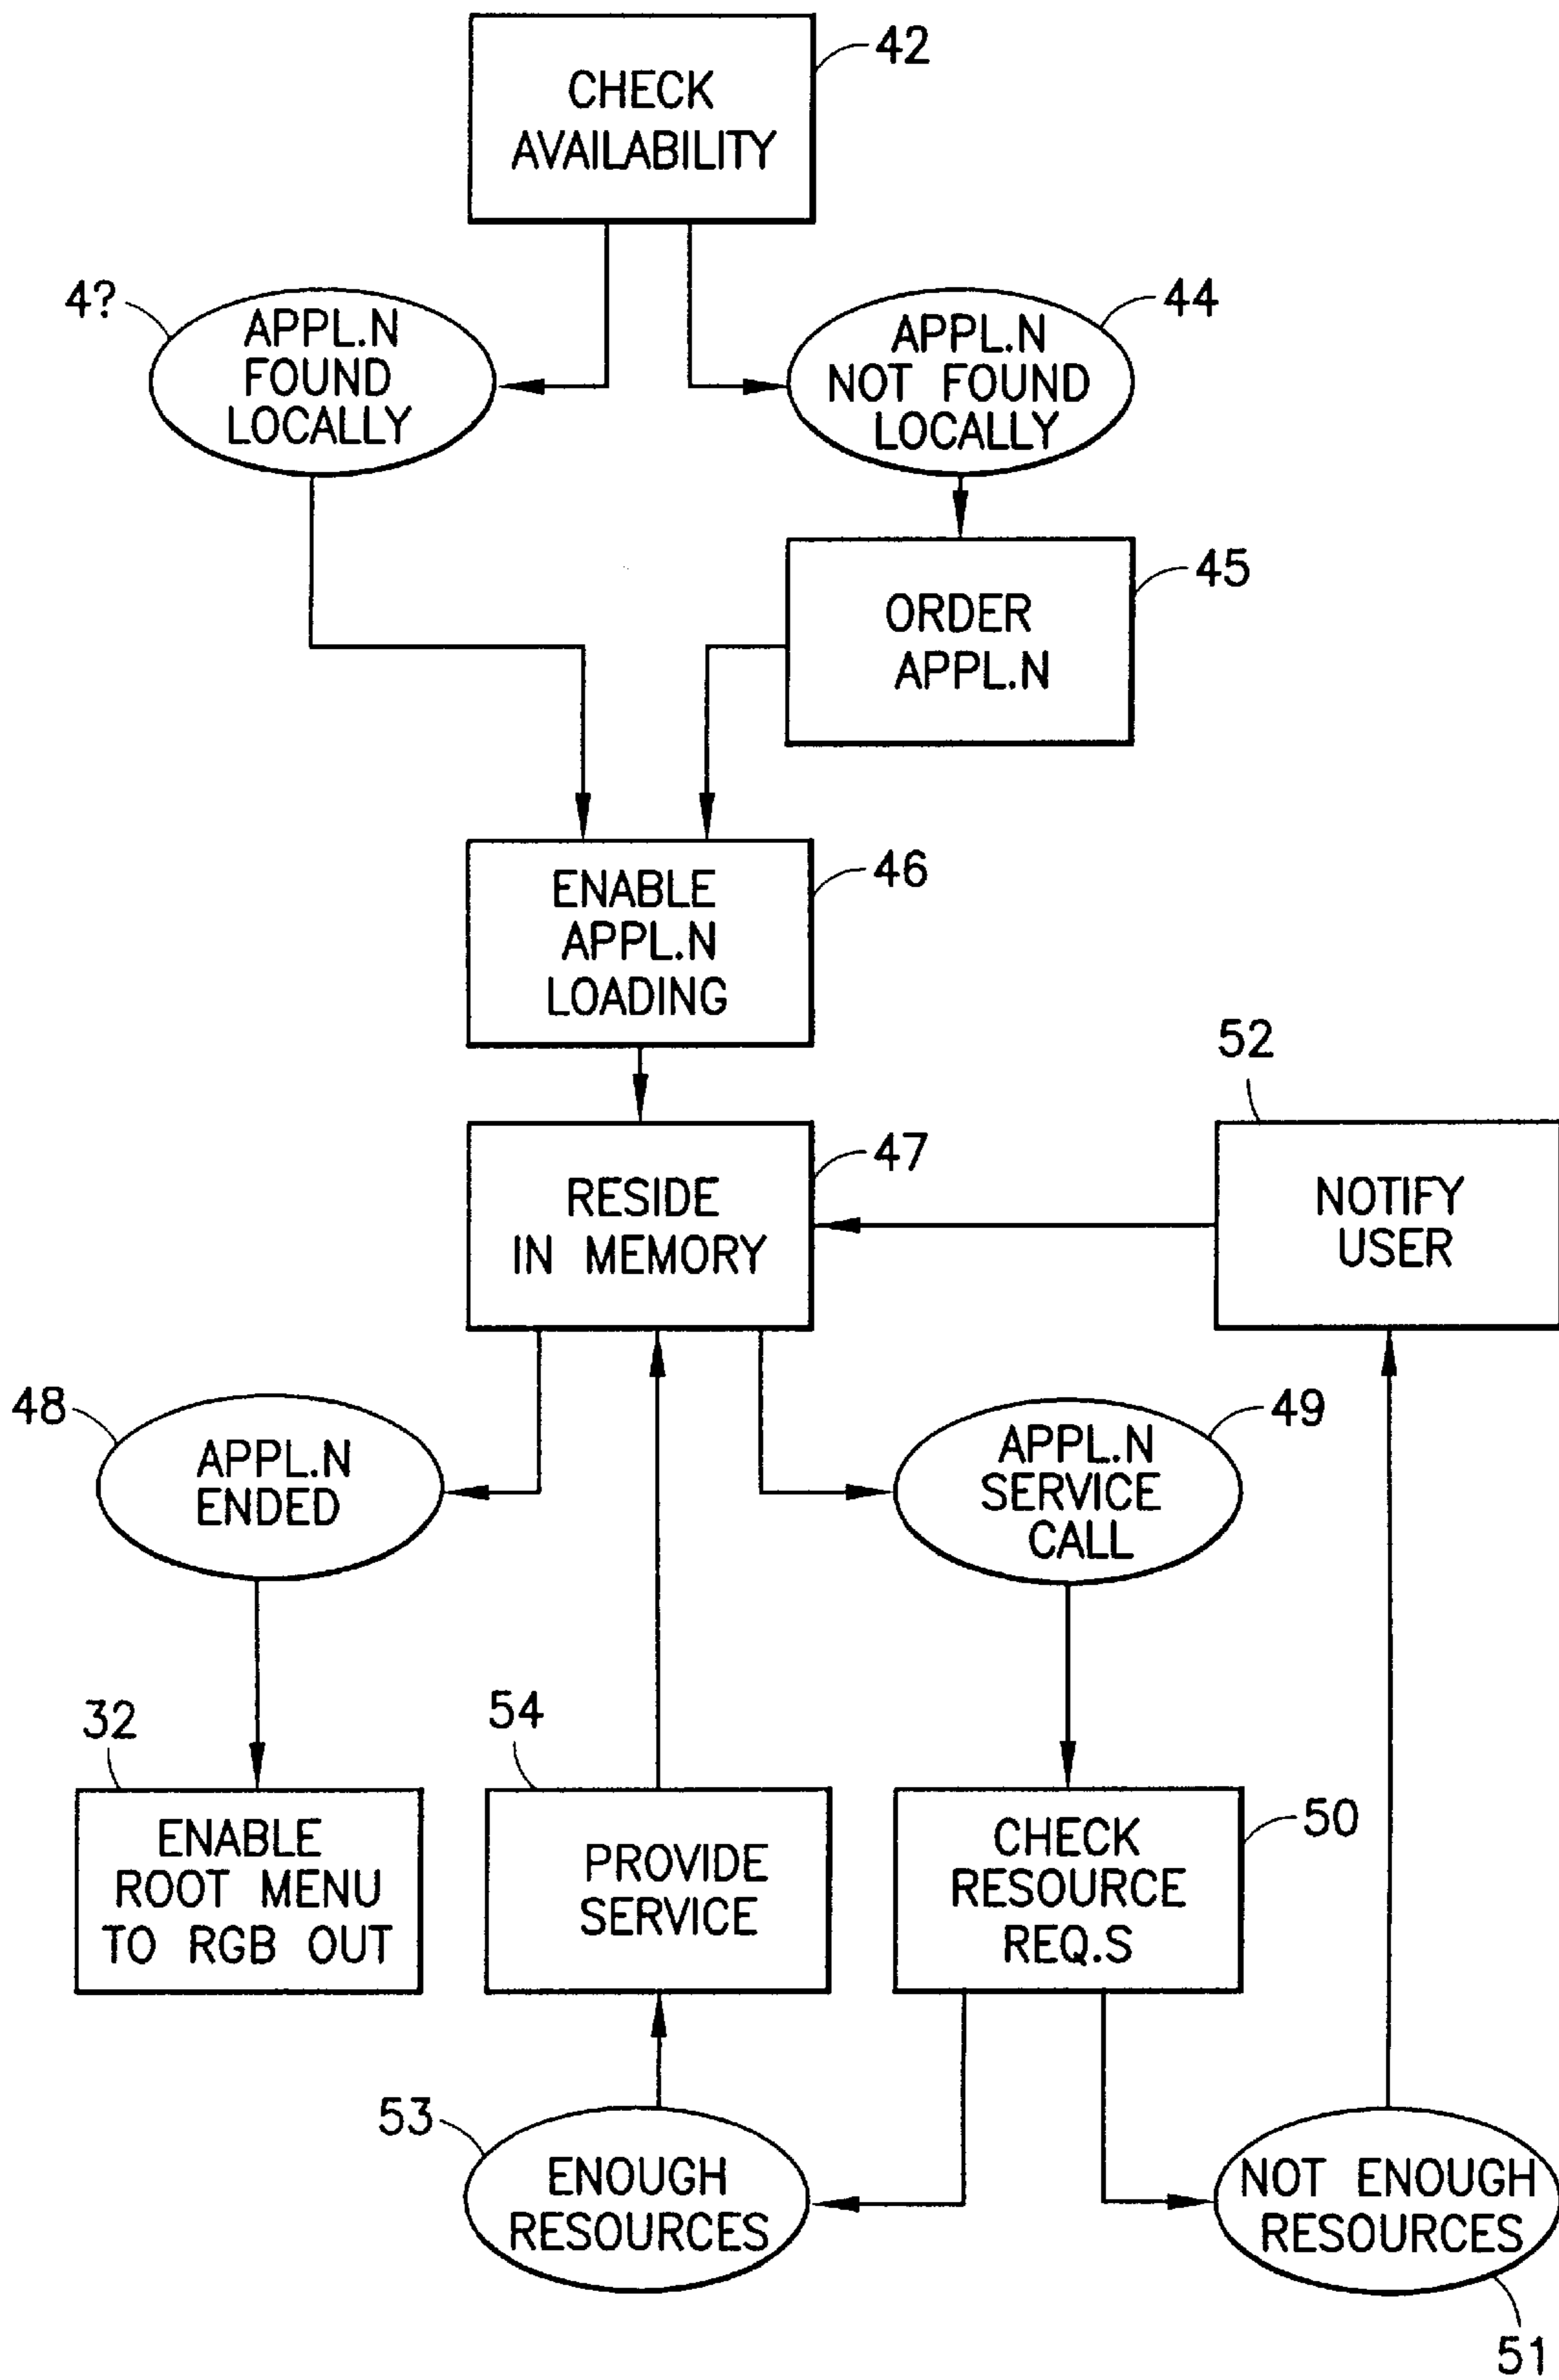 42
CHECK
AVAILABILITY
4?
APPL.N
FOUND
LOCALLY
44
APPL.N
NOT FOUND
LOCALLY
45
ORDER
APPL.N
46
ENABLE
APPL.N
LOADING
52
47
RESIDE
IN MEMORY
NOTIFY
USER
48
APPL.N
ENDED
49
APPL.N
SERVICE
CALL
32
ENABLE
ROOT MENU
TO RGB OUT
54
PROVIDE
SERVICE
50
CHECK
RESOURCE
REQ.S
53
ENOUGH
RESOURCES
NOT ENOUGH
RESOURCES
51